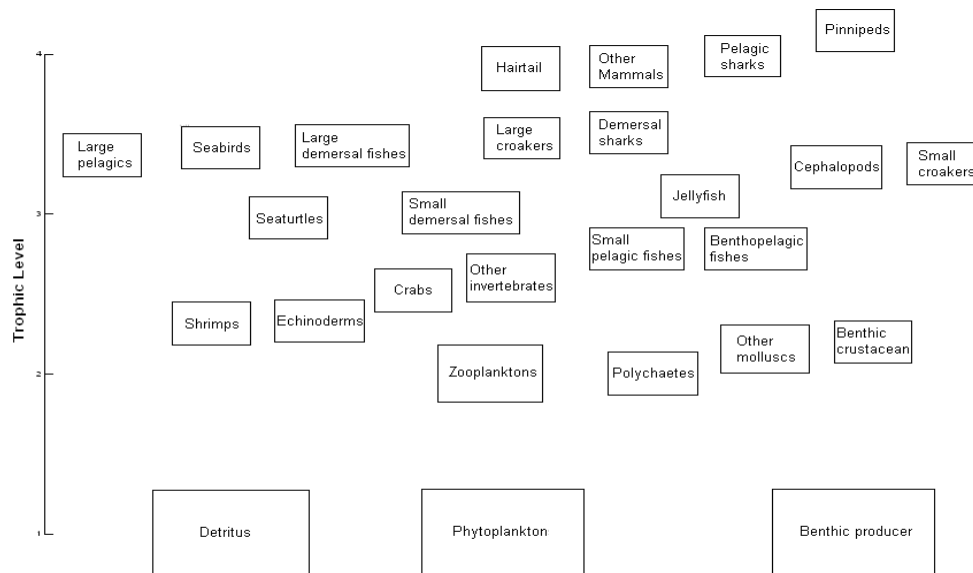 Pinnipeds
4
Hairtail
Other
Mammals
Pelagic
sharks
Large
pelagics
Seabirds
Large
demersal fishes
Large
croakers
Demersal
sharks
Cephalopods
Small
croakers
3
Seaturtles
Small
demersal fishes
Jellyfish
Small
pelagic fishes
Benthopelagic
fishes
Trophic Level
Crabs
Other
invertebrates
Shrimps
Echinoderms
Other
molluscs
Benthic
crustacean
2
Zooplanktons
Polychaetes
1
Detritus
Phytoplankton
Benthic producer